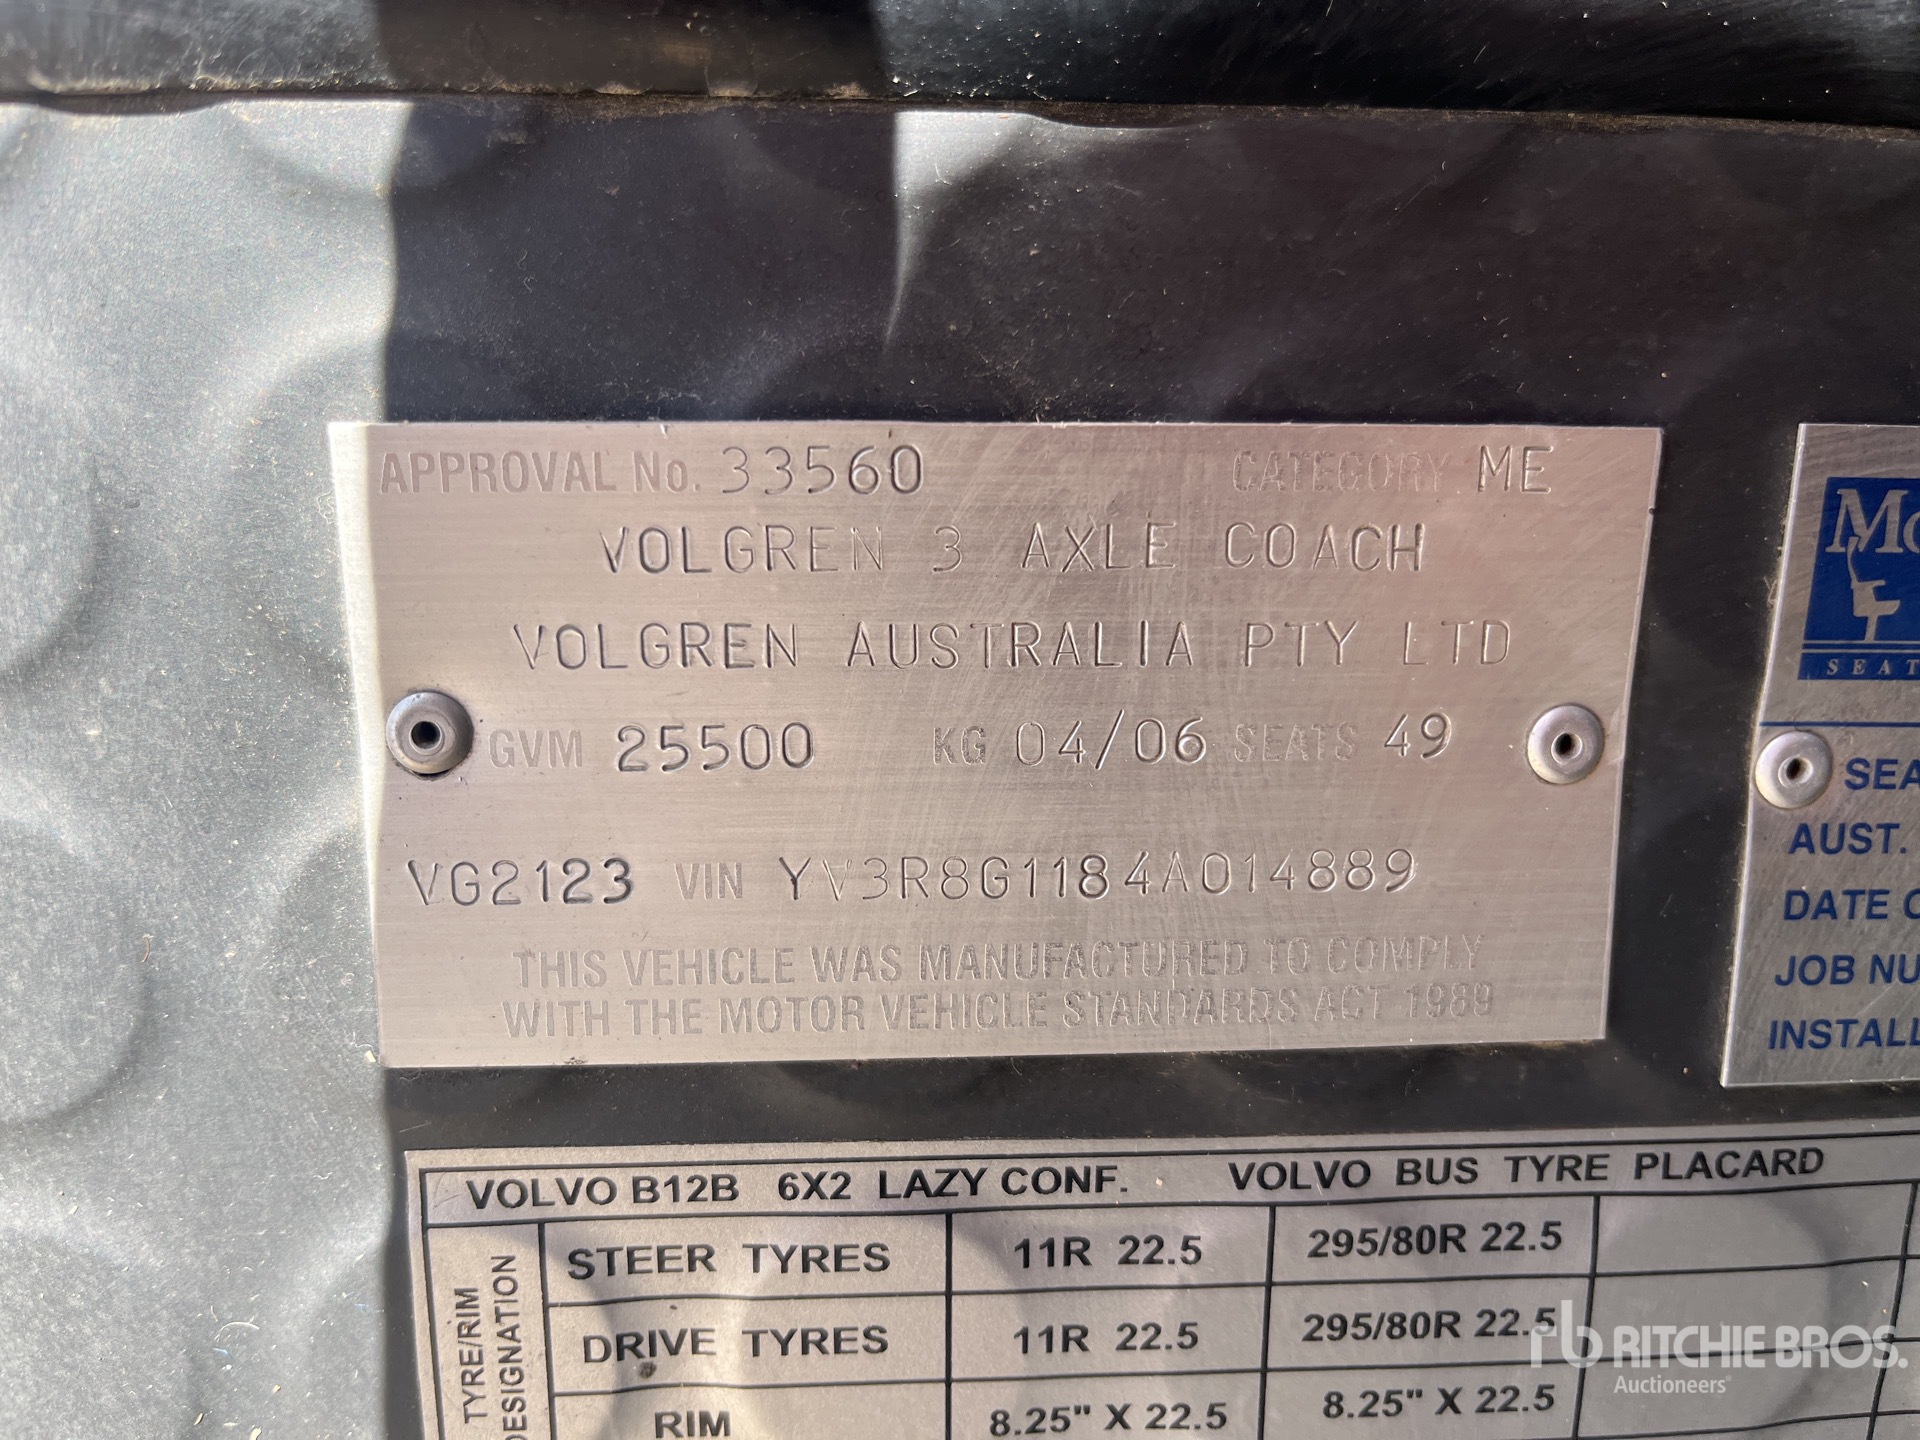 APPROVAL No. 33560 CATEGORY ME
VOLGREN 3 AXLE COACH
VOLGREN AUSTRALIA PTY LTD
GVM 25500 KG 04/06 SEATS 49
VG2123 VIN YV3R8G1184A014889
THIS VEHICLE WAS MANUFACTURED TO COMPLY
WITH THE MOTOR VEHICLE STANDARDS ACT 1989
Mc
SEAT
SEA
AUST.
DATE O
JOB NU
INSTALL
VOLVO B12B 6X2 LAZY CONF. VOLVO BUS TYRE PLACARD
TYRE/RIM
DESIGNATION
STEER TYRES 11R 22.5 295/80R 22.5
DRIVE TYRES 11R 22.5 295/80R 22.5
RIM 8.25" X 22.5 8.25" X 22.5
rb RITCHIE BROS.
Auctioneers